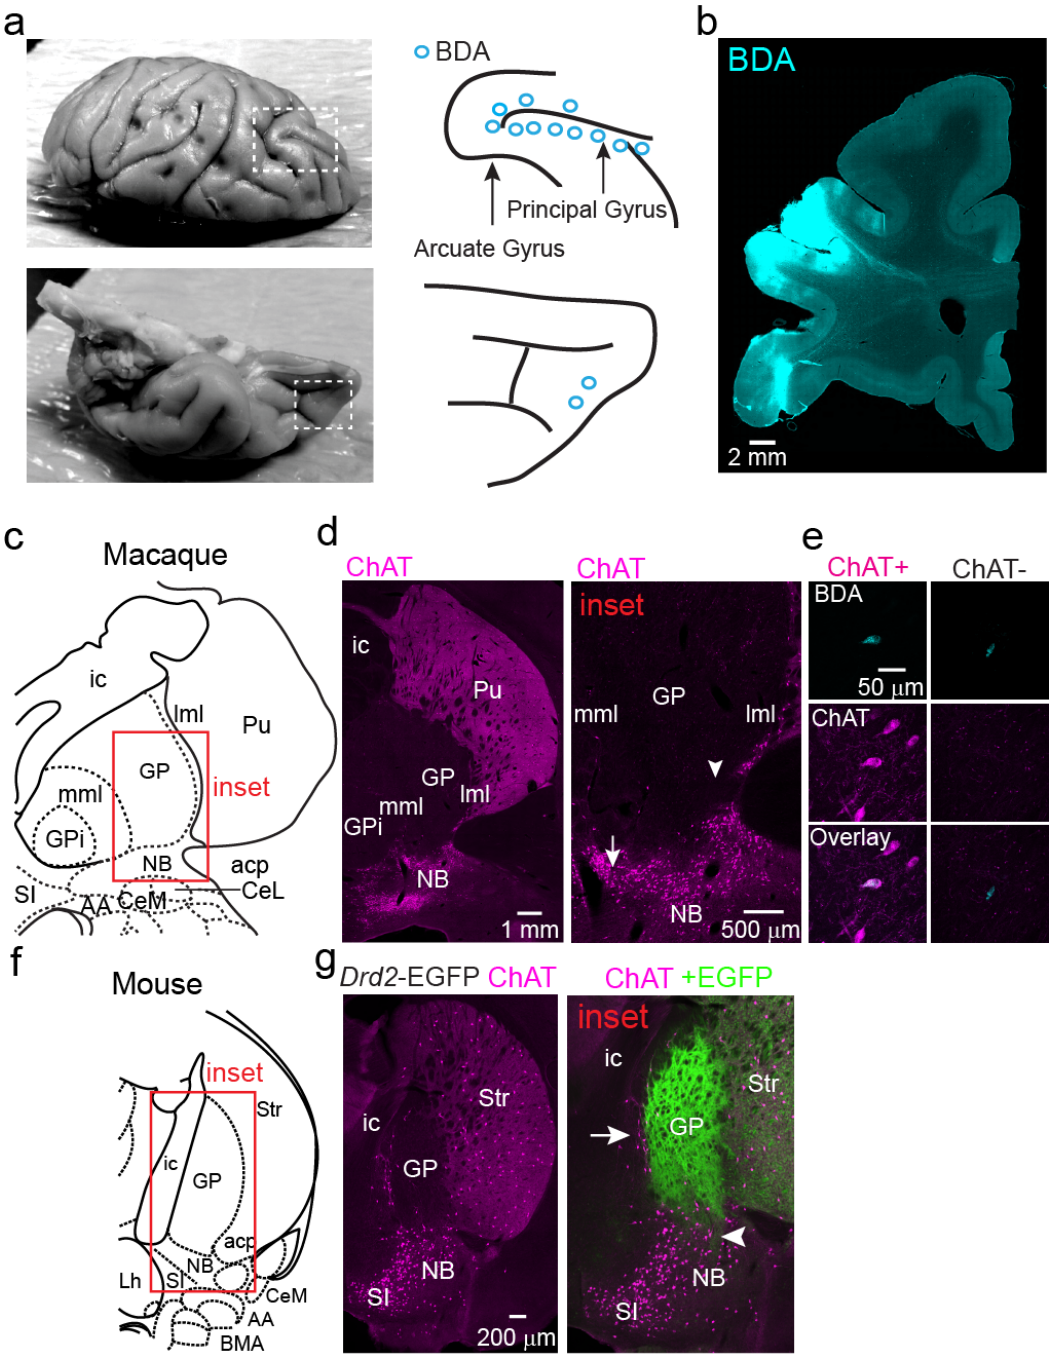 a
BDA
Principal Gyrus
Arcuate Gyrus
b
BDA
2 mm
c
Macaque
ic
lml
Pu
GP
inset
mml
GPi
NB
acp
SI
AA
CeM
CeL
d
ChAT
ic
Pu
GP
mml
lml
GPi
NB
1 mm
ChAT
inset
GP
mml
lml
NB
500 μm
e
ChAT+
ChAT-
BDA
50 μm
ChAT
Overlay
f
Mouse
inset
Str
ic
GP
acp
NB
Lh
SI
CeM
AA
BMA
g
Drd2-EGFP ChAT
Str
ic
GP
NB
SI
200 μm
ChAT +EGFP
inset
ic
Str
GP
NB
SI